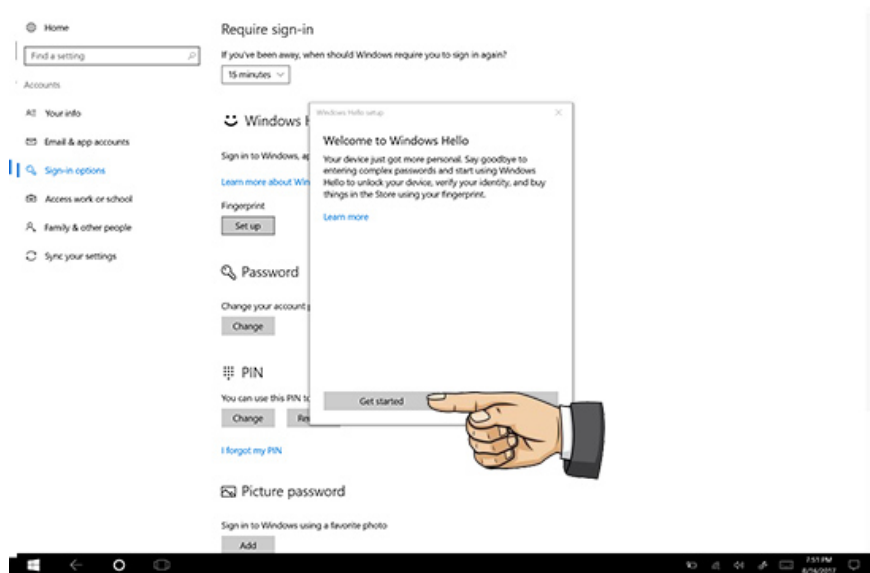 Home
Find a setting
Accounts
Your info
Email & app accounts
Sign-in options
Access work or school
Family & other people
Sync your settings
Require sign-in
If you've been away, when should Windows require you to sign in again?
15 minutes
Windows H
Sign in to Windows, ap
Learn more about Win
Fingerprint
Set up
Password
Change your account p
Change
PIN
You can use this PIN to
Change
I forgot my PIN
Picture password
Sign in to Windows using a favorite photo
Add
Windows Hello setup
Welcome to Windows Hello
Your device just got more personal. Say goodbye to
entering complex passwords and start using Windows
Hello to unlock your device, verify your identity, and buy
things in the Store using your fingerprint.
Learn more
Get started
7:51 PM
8/14/2017